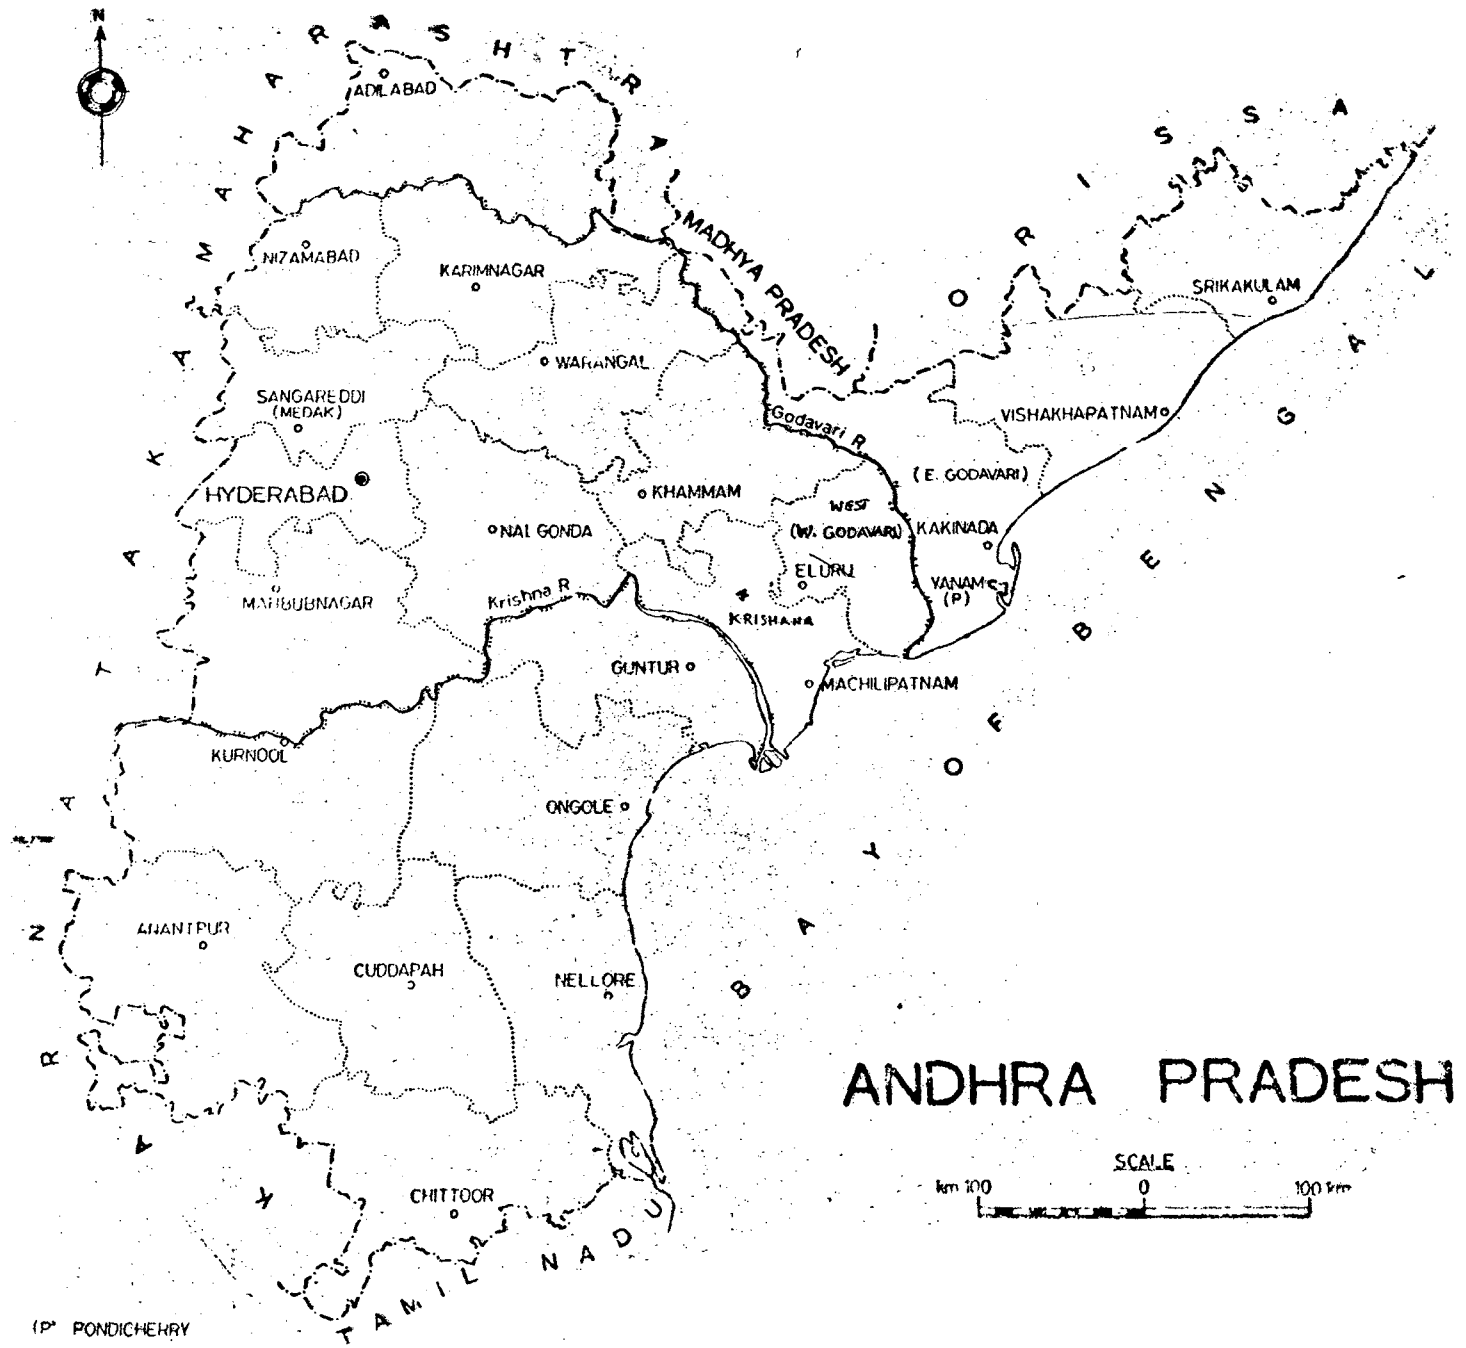 N
MAHARASHTRA
ADILABAD
ORISSA
MADHYA PRADESH
NIZAMABAD
KARIMNAGAR
SRIKAKULAM
WARANGAL
SANGAREDDI
(MEDAK)
Godavari R.
VISHAKHAPATNAM
HYDERABAD
KHAMMAM
(E. GODAVARI)
WEST
(W. GODAVARI)
KAKINADA
NALGONDA
ELURU
YANAM
(P)
MAHBUBNAGAR
Krishna R
KRISHANA
GUNTUR
MACHILIPATNAM
KURNOOL
ONGOLE
KARNATAKA
BAY OF BENGAL
ANANTPUR
CUDDAPAH
NELLORE
ANDHRA PRADESH
SCALE
km 100 0 100 km
CHITTOOR
TAMIL NADU
(P) PONDICHERRY